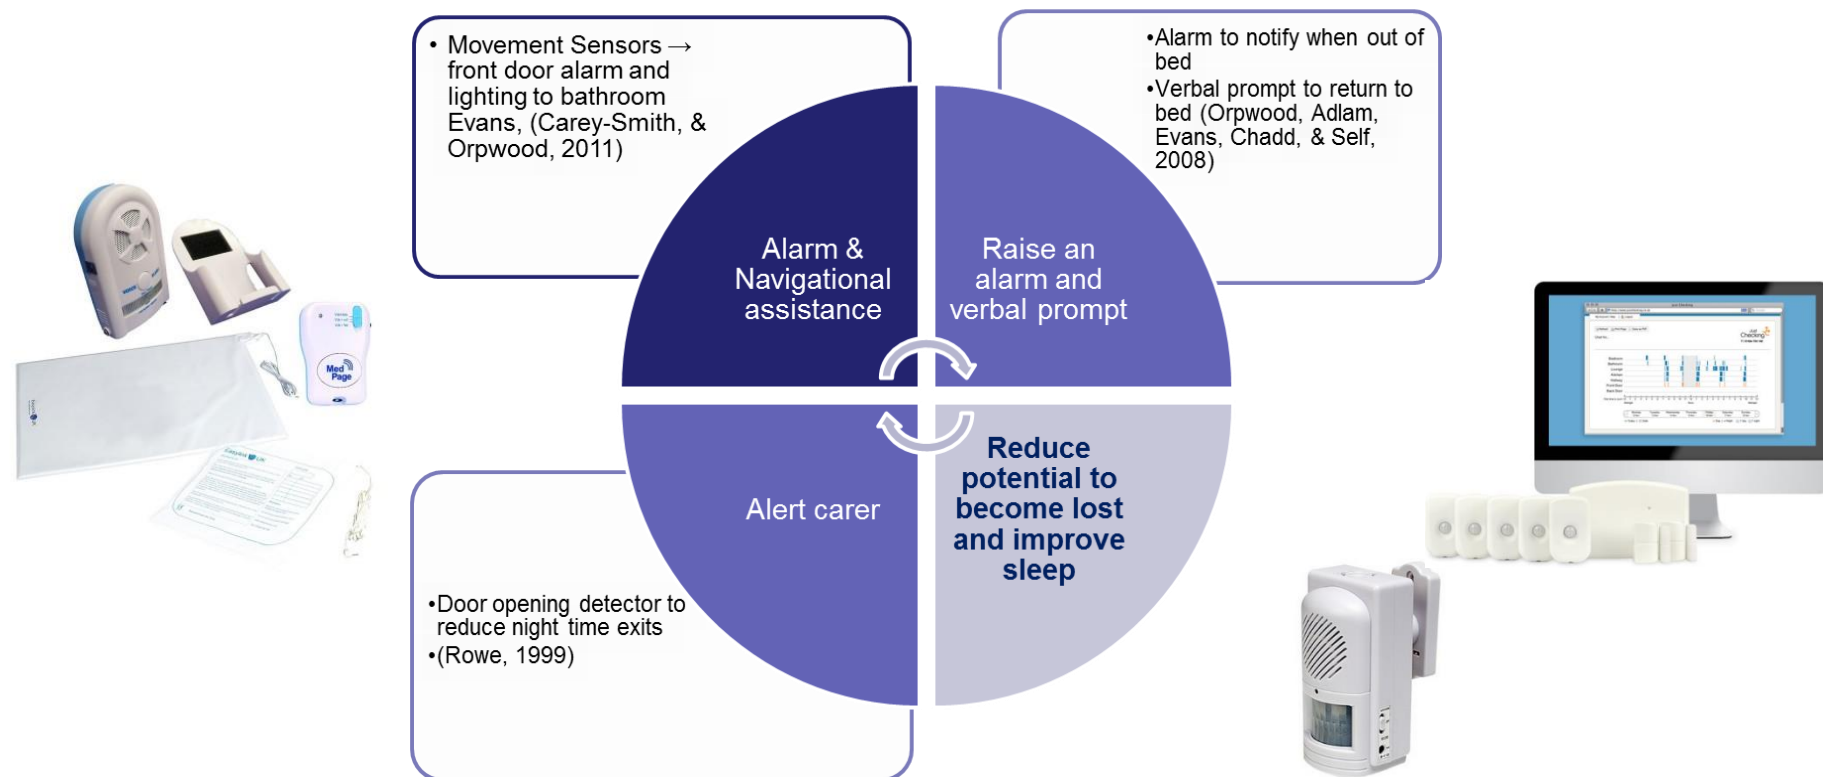 • Movement Sensors →
front door alarm and
lighting to bathroom
Evans, (Carey-Smith, &
Orpwood, 2011)
•Alarm to notify when out of
bed
•Verbal prompt to return to
bed (Orpwood, Adlam,
Evans, Chadd, & Self,
2008)
Alarm &
Navigational
assistance
Raise an
alarm and
verbal prompt
Alert carer
Reduce
potential to
become lost
and improve
sleep
•Door opening detector to
reduce night time exits
•(Rowe, 1999)
Med
Page
Just
Checking